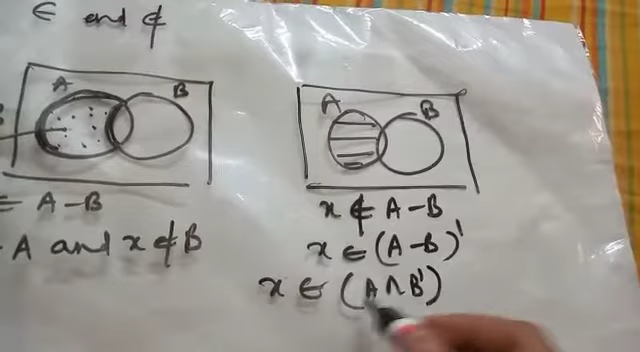 ∈ and ∉
A B
= A-B
A and x∉B
A B
x ∉ A-B
x ∈ (A-B)'
x ∈ (A∩B')